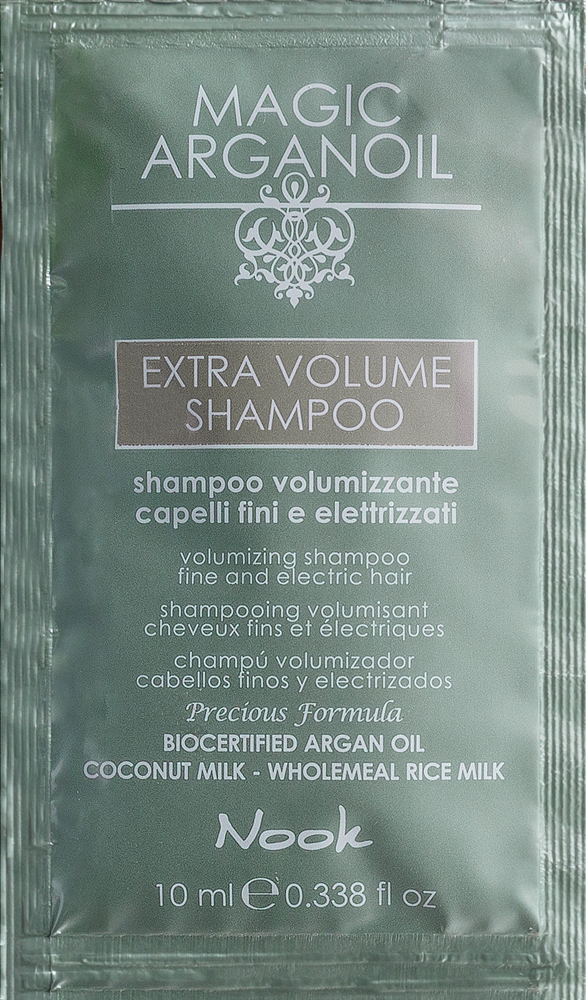 MAGIC
ARGANOIL
EXTRA VOLUME
SHAMPOO
shampoo volumizzante
capelli fini e elettrizzati
volumizing shampoo
fine and electric hair
shampooing volumisant
cheveux fins et électriques
champú volumizador
cabellos finos y electrizados
Precious Formula
BIOCERTIFIED ARGAN OIL
COCONUT MILK - WHOLEMEAL RICE MILK
Nook
10 ml ℮ 0.338 fl oz